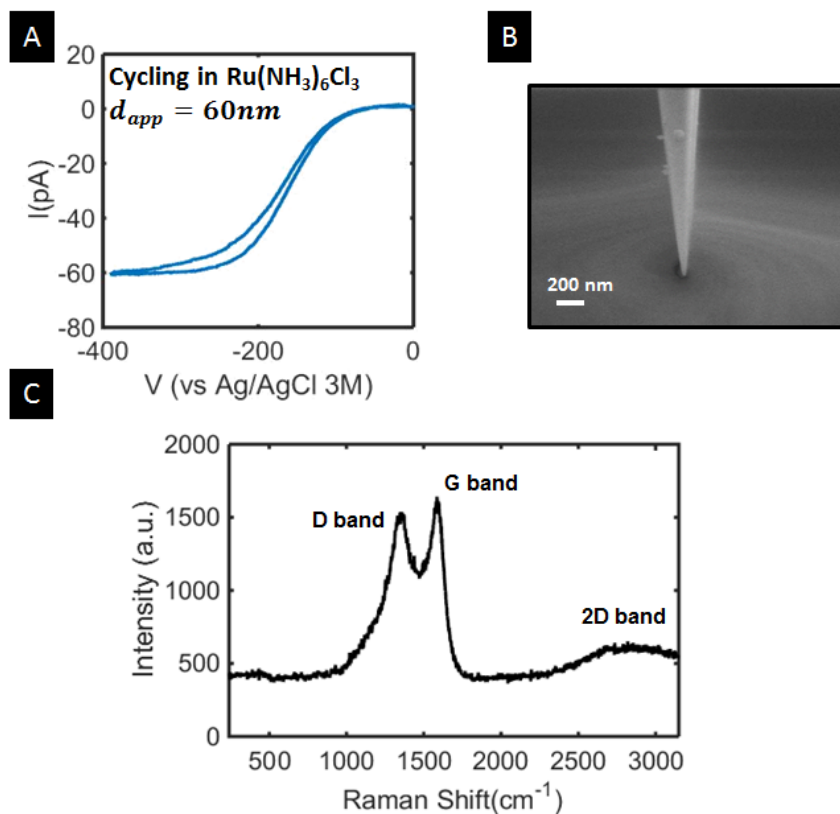 A
B
Cycling in Ru(NH₃)₆Cl₃
d_app = 60nm
20
0
-20
-40
-60
-80
I(pA)
-400
-200
0
V (vs Ag/AgCl 3M)
200 nm
C
2000
1500
1000
500
0
Intensity (a.u.)
D band
G band
2D band
500
1000
1500
2000
2500
3000
Raman Shift(cm⁻¹)